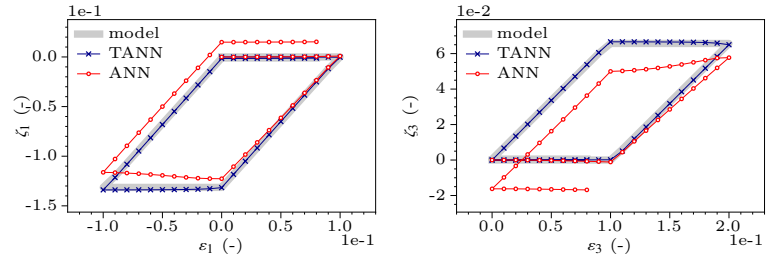 1e-1
model
TANN
ANN
0.0
-0.5
-1.0
-1.5
ζ1 (-)
-1.0 -0.5 0.0 0.5 1.0
1e-1
ε1 (-)
1e-2
model
TANN
ANN
6
4
2
0
-2
ζ3 (-)
0.0 0.5 1.0 1.5 2.0
1e-1
ε3 (-)